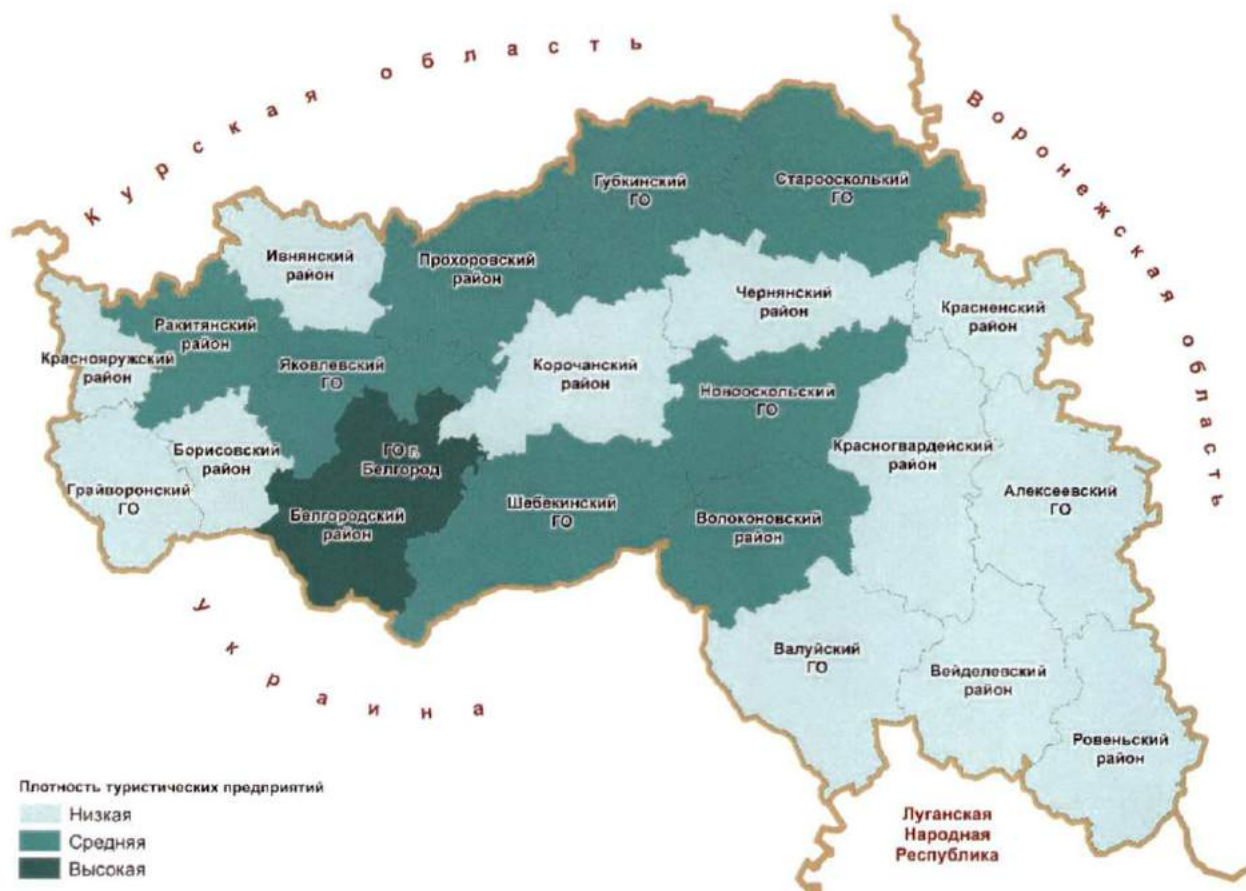 Курская область
Воронежская область
Губкинский
ГО
Старооскольский
ГО
Ивнянский
район
Прохоровский
район
Чернянский
район
Красненский
район
Ракитянский
район
Краснояружский
район
Яковлевский
ГО
Корочанский
район
Новооскольский
ГО
Борисовский
район
ГО г.
Белгород
Красногвардейский
район
Грайворонский
ГО
Белгородский
район
Шебекинский
ГО
Волоконовский
район
Алексеевский
ГО
Украина
Валуйский
ГО
Вейделевский
район
Ровеньский
район
Плотность туристических предприятий
Низкая
Средняя
Высокая
Луганская
Народная
Республика